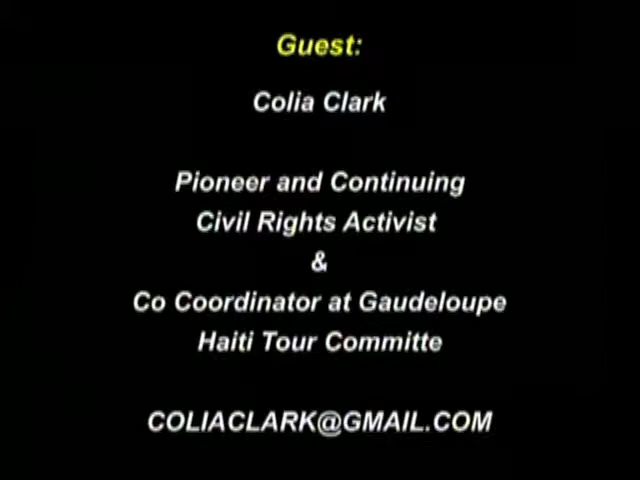 Guest:
Colia Clark
Pioneer and Continuing
Civil Rights Activist
&
Co Coordinator at Gaudeloupe
Haiti Tour Committe
COLIACLARK@GMAIL.COM